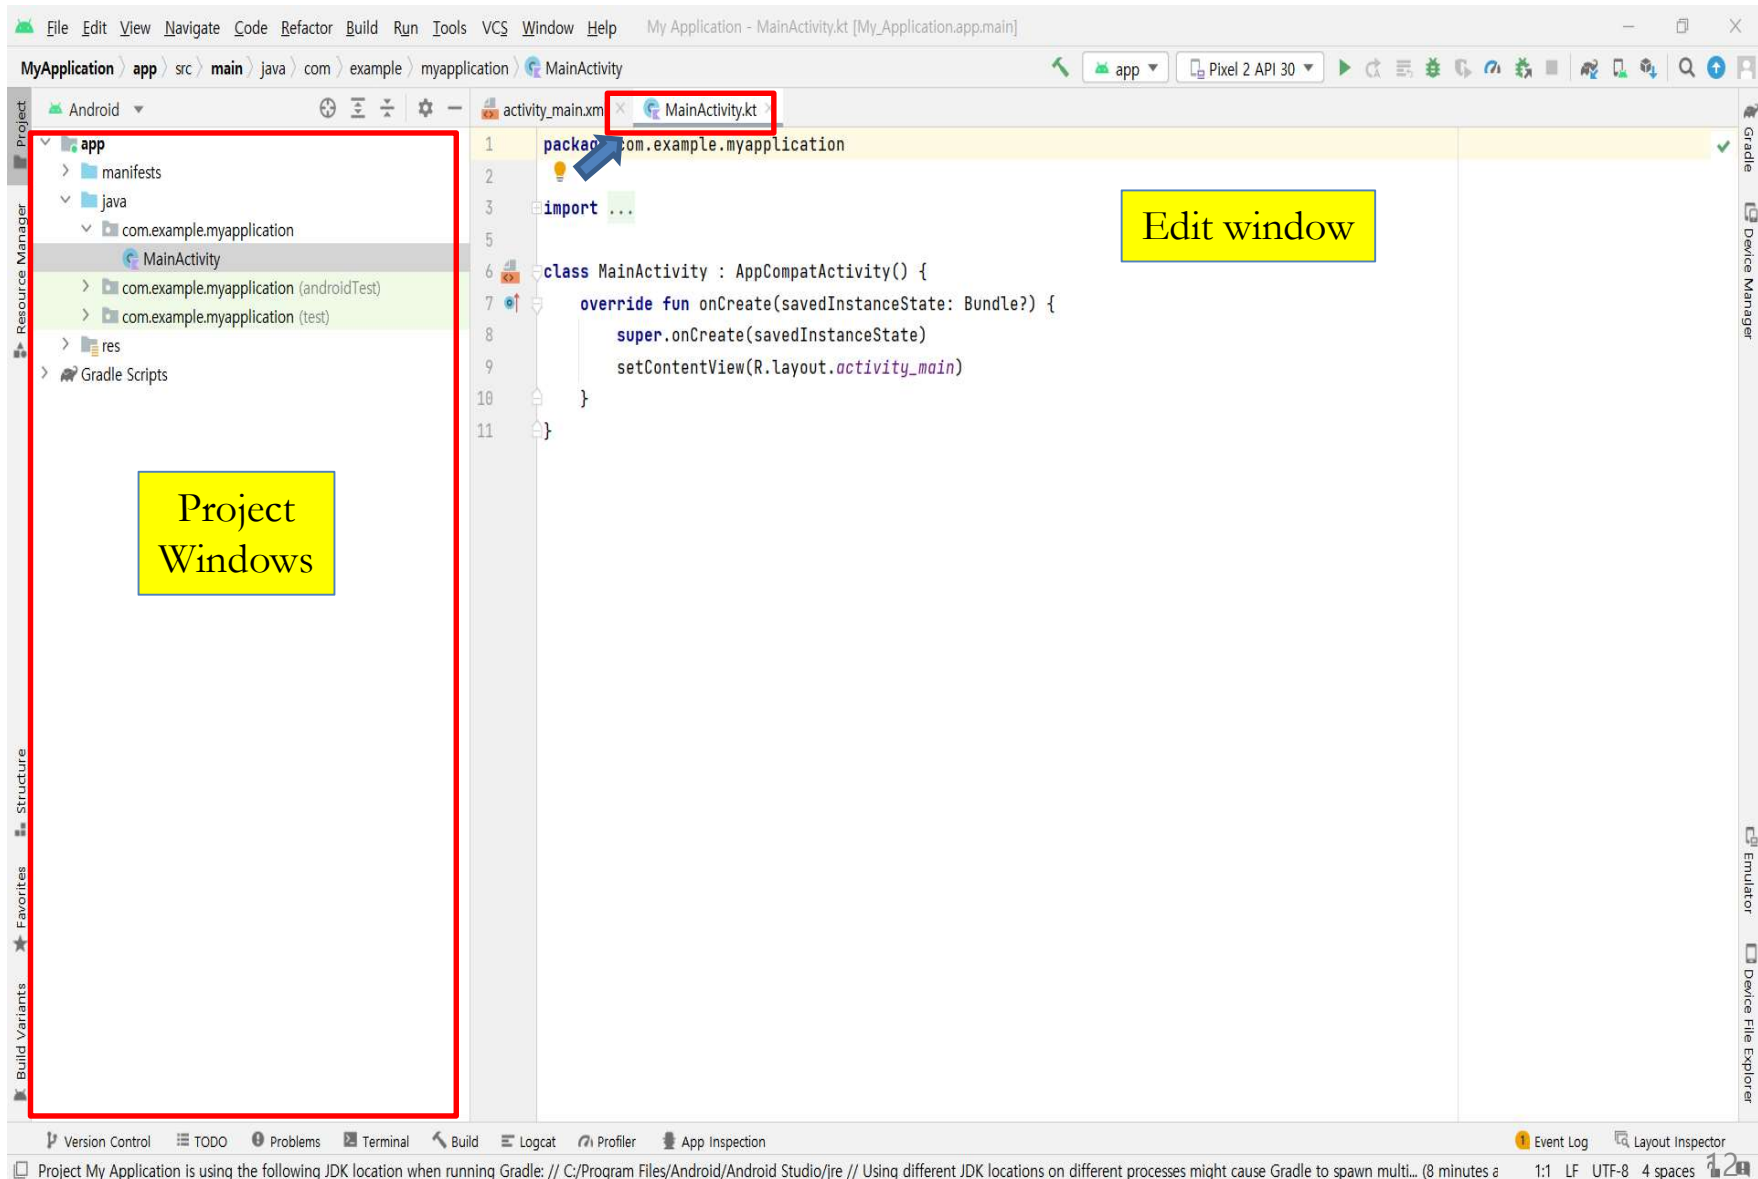 File Edit View Navigate Code Refactor Build Run Tools VCS Window Help My Application - MainActivity.kt [My_Application.app.main]
MyApplication app src main java com example myapplication MainActivity app Pixel 2 API 30
Android activity_main.xm MainActivity.kt
Project
Resource Manager
Structure
Favorites
Build Variants
app
manifests
java
com.example.myapplication
MainActivity
com.example.myapplication (androidTest)
com.example.myapplication (test)
res
Gradle Scripts
Project
Windows
1 package com.example.myapplication
2
3 import ...
5
6 class MainActivity : AppCompatActivity() {
7 override fun onCreate(savedInstanceState: Bundle?) {
8 super.onCreate(savedInstanceState)
9 setContentView(R.layout.activity_main)
10 }
11 }
Edit window
Gradle
Device Manager
Emulator
Device File Explorer
Version Control TODO Problems Terminal Build Logcat Profiler App Inspection 1 Event Log Layout Inspector
Project My Application is using the following JDK location when running Gradle: // C:/Program Files/Android/Android Studio/jre // Using different JDK locations on different processes might cause Gradle to spawn multi... (8 minutes a 1:1 LF UTF-8 4 spaces
12